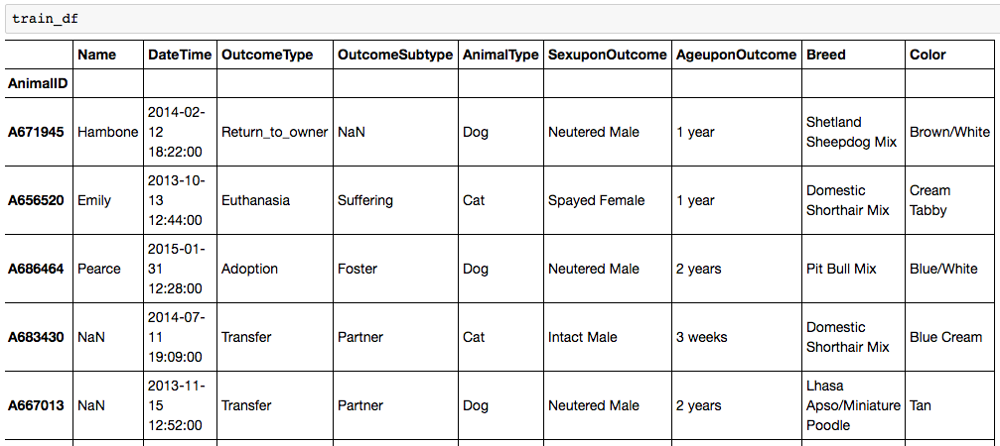 train_df
Name DateTime OutcomeType OutcomeSubtype AnimalType SexuponOutcome AgeuponOutcome Breed Color
AnimalID
A671945 Hambone 2014-02-12 18:22:00 Return_to_owner NaN Dog Neutered Male 1 year Shetland Sheepdog Mix Brown/White
A656520 Emily 2013-10-13 12:44:00 Euthanasia Suffering Cat Spayed Female 1 year Domestic Shorthair Mix Cream Tabby
A686464 Pearce 2015-01-31 12:28:00 Adoption Foster Dog Neutered Male 2 years Pit Bull Mix Blue/White
A683430 NaN 2014-07-11 19:09:00 Transfer Partner Cat Intact Male 3 weeks Domestic Shorthair Mix Blue Cream
A667013 NaN 2013-11-15 12:52:00 Transfer Partner Dog Neutered Male 2 years Lhasa Apso/Miniature Poodle Tan